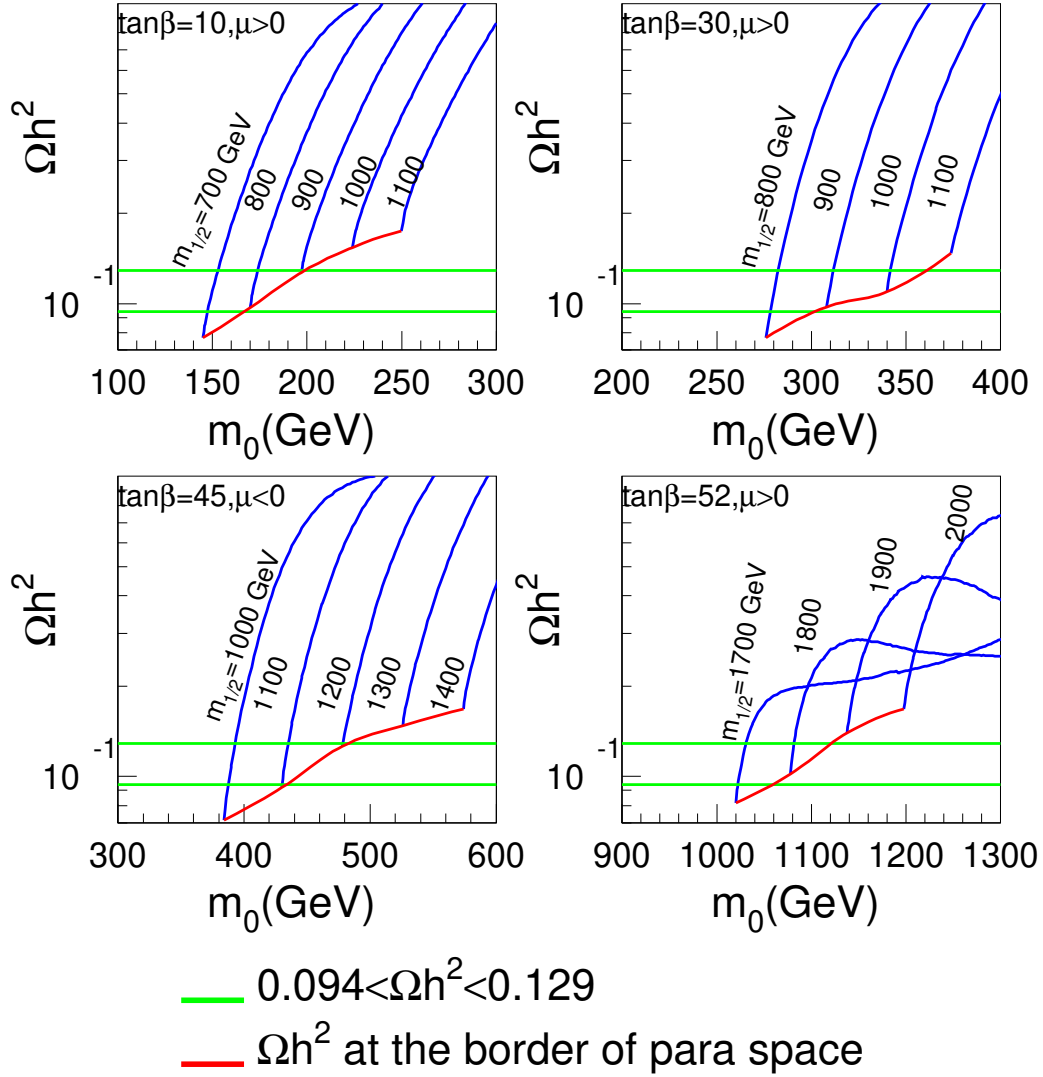 tanβ=10,μ>0
Ωh²
m₁/₂=700 GeV
800
900
1000
1100
10⁻¹
100 150 200 250 300
m₀(GeV)
tanβ=30,μ>0
Ωh²
m₁/₂=800 GeV
900
1000
1100
10⁻¹
200 250 300 350 400
m₀(GeV)
tanβ=45,μ<0
Ωh²
m₁/₂=1000 GeV
1100
1200
1300
1400
10⁻¹
300 400 500 600
m₀(GeV)
tanβ=52,μ>0
Ωh²
m₁/₂=1700 GeV
1800
1900
2000
10⁻¹
900 1000 1100 1200 1300
m₀(GeV)
0.094<Ωh²<0.129
Ωh² at the border of para space